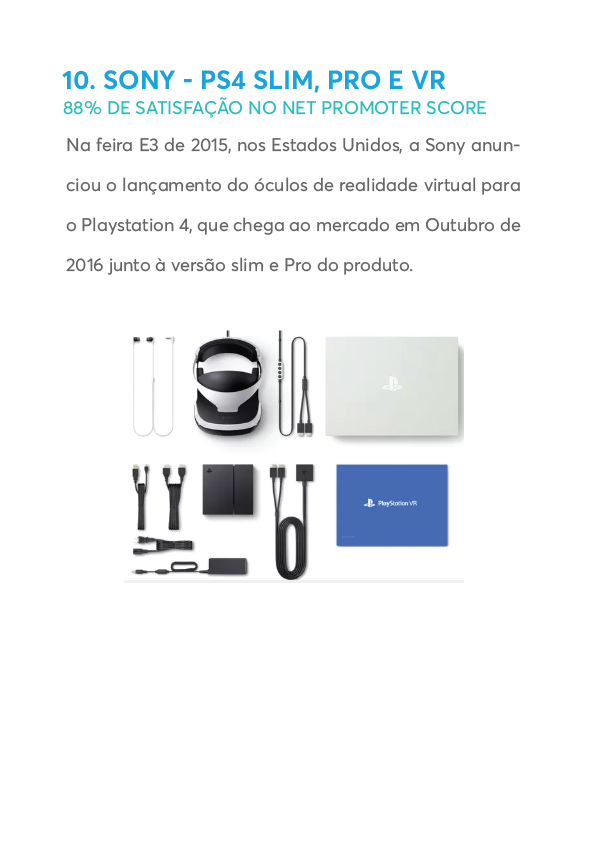 10. SONY - PS4 SLIM, PRO E VR
88% DE SATISFAÇÃO NO NET PROMOTER SCORE
Na feira E3 de 2015, nos Estados Unidos, a Sony anun-
ciou o lançamento do óculos de realidade virtual para
o Playstation 4, que chega ao mercado em Outubro de
2016 junto à versão slim e Pro do produto.
PlayStation VR